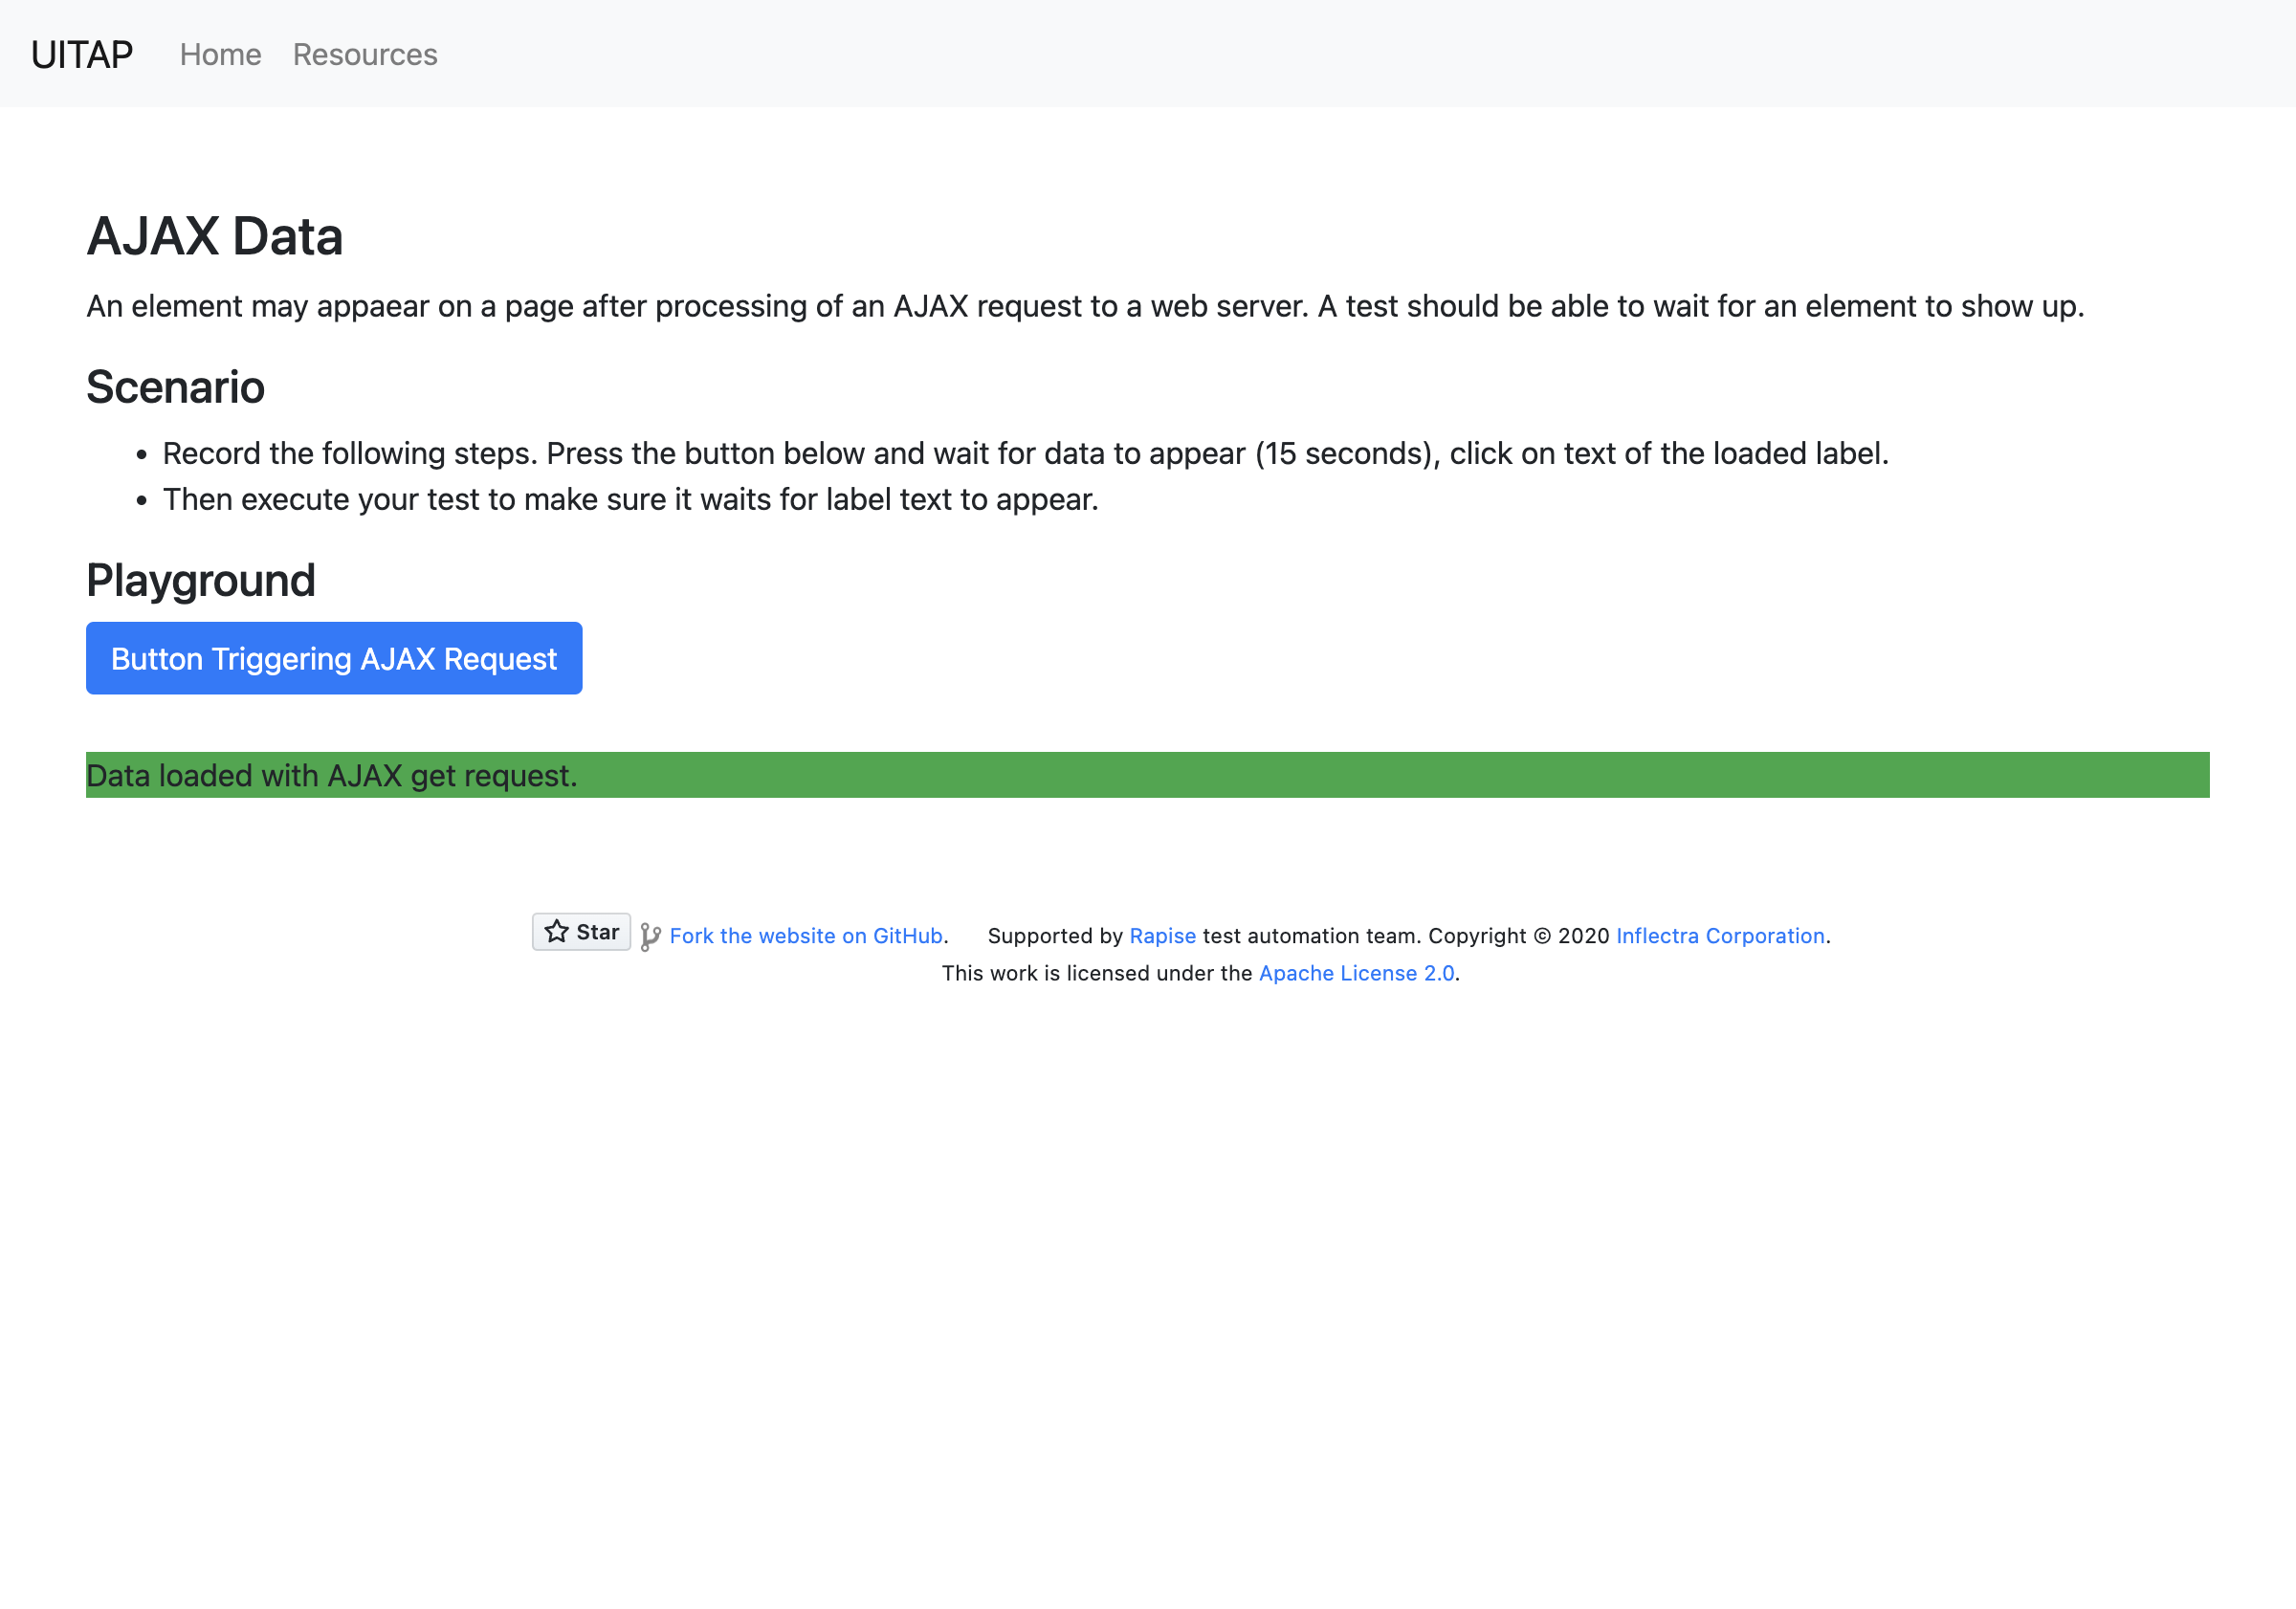 UITAP Home Resources
AJAX Data
An element may appaear on a page after processing of an AJAX request to a web server. A test should be able to wait for an element to show up.
Scenario
• Record the following steps. Press the button below and wait for data to appear (15 seconds), click on text of the loaded label.
• Then execute your test to make sure it waits for label text to appear.
Playground
Button Triggering AJAX Request
Data loaded with AJAX get request.
Star Fork the website on GitHub. Supported by Rapise test automation team. Copyright © 2020 Inflectra Corporation.
This work is licensed under the Apache License 2.0.